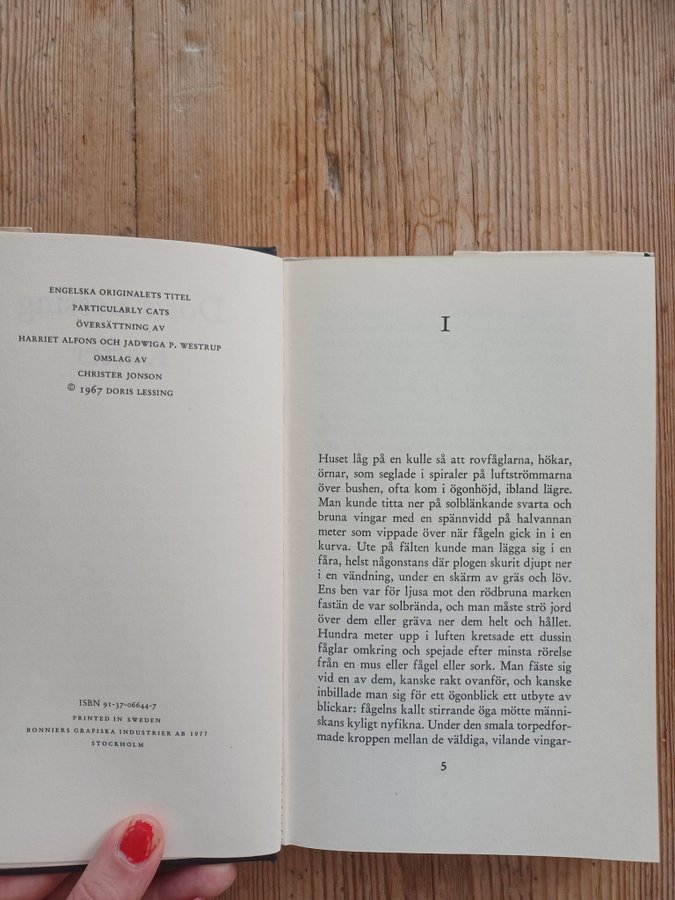 ENGELSKA ORIGINALETS TITEL
PARTICULARLY CATS
ÖVERSÄTTNING AV
HARRIET ALFONS OCH JADWIGA P. WESTRUP
OMSLAG AV
CHRISTER JONSON
© 1967 DORIS LESSING
ISBN 91-37-06644-7
PRINTED IN SWEDEN
BONNIERS GRAFISKA INDUSTRIER AB 1977
STOCKHOLM
I
Huset låg på en kulle så att rovfåglarna, hökar,
örnar, som seglade i spiraler på luftströmmarna
över bushen, ofta kom i ögonhöjd, ibland lägre.
Man kunde titta ner på solblänkande svarta och
bruna vingar med en spännvidd på halvannan
meter som vippade över när fågeln gick in i en
kurva. Ute på fälten kunde man lägga sig i en
fåra, helst någonstans där plogen skurit djupt ner
i en vändning, under en skärm av gräs och löv.
Ens ben var för ljusa mot den rödbruna marken
fastän de var solbrända, och man måste strö jord
över dem eller gräva ner dem helt och hållet.
Hundra meter upp i luften kretsade ett dussin
fåglar omkring och spejade efter minsta rörelse
från en mus eller fågel eller sork. Man fäste sig
vid en av dem, kanske rakt ovanför, och kanske
inbillade man sig för ett ögonblick ett utbyte av
blickar: fågelns kallt stirrande öga mötte männi-
skans kyligt nyfikna. Under den smala torpedfor-
made kroppen mellan de väldiga, vilande vingar-
5